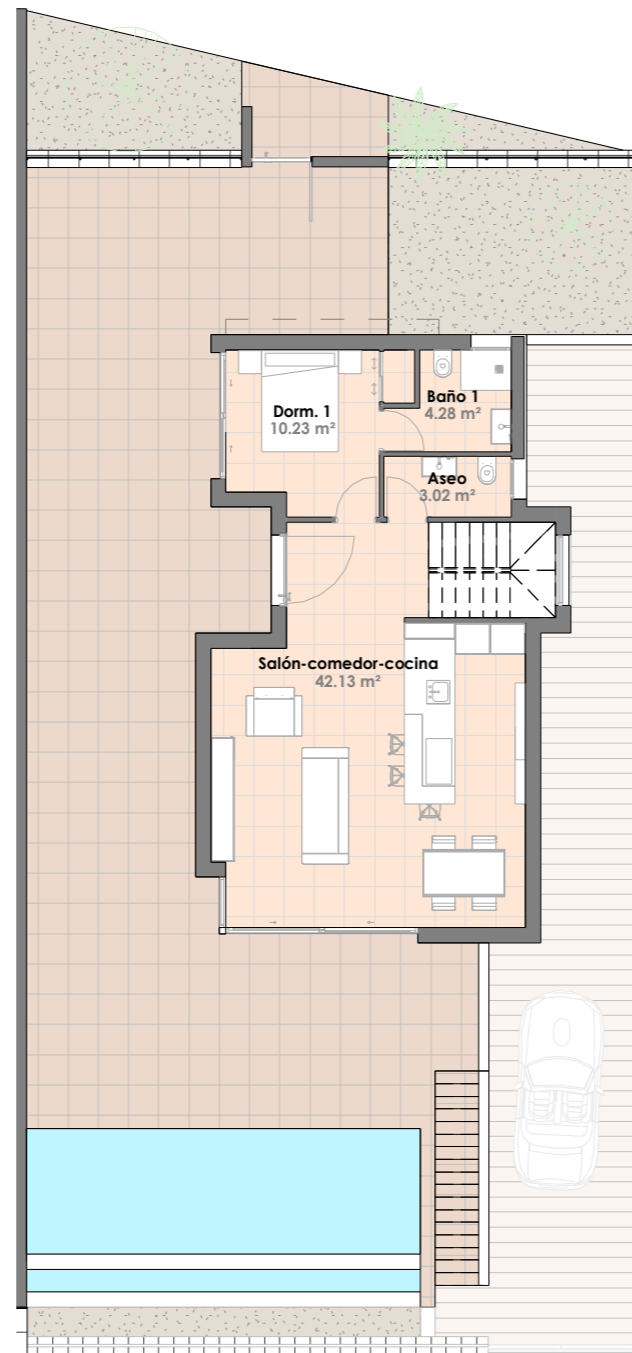 Dorm. 1
10.23 m²
Baño 1
4.28 m²
Aseo
3.02 m²
Salón-comedor-cocina
42.13 m²